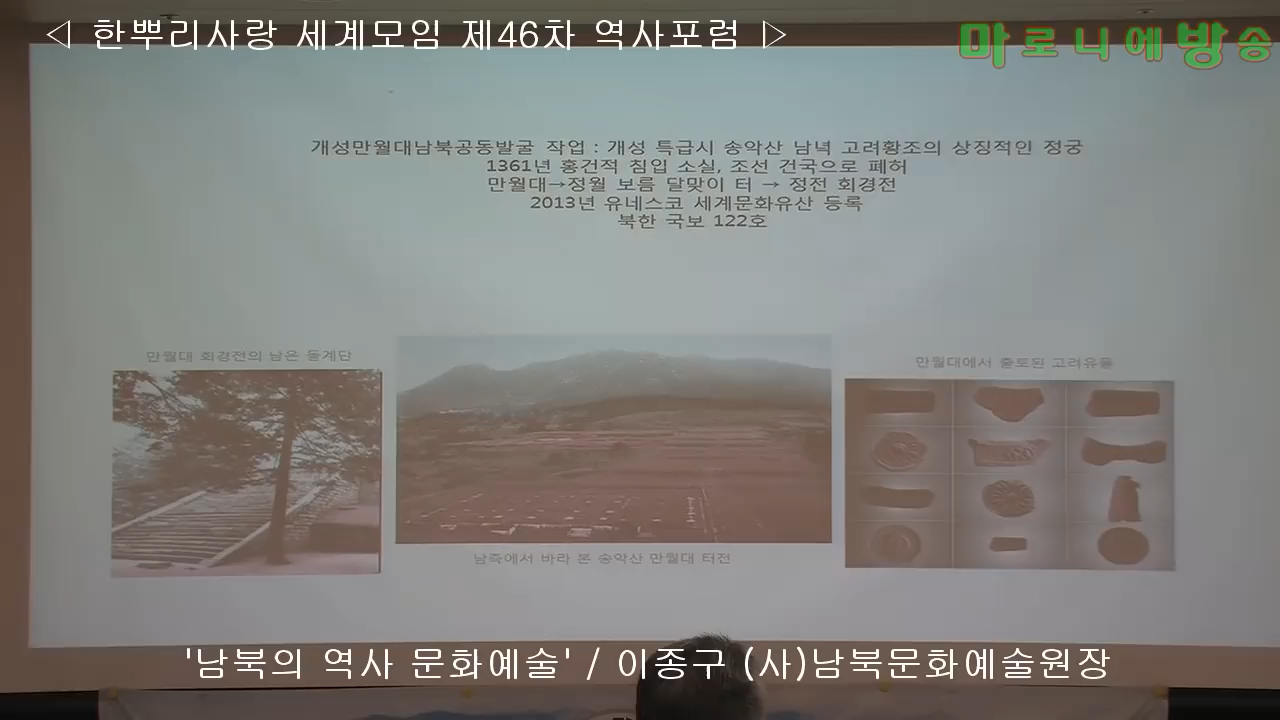 ◁ 한뿌리사랑 세계모임 제46차 역사포럼 ▷
마로니에방송
개성만월대남북공동발굴 작업 : 개성 특급시 송악산 남녘 고려황조의 상징적인 정궁
1361년 홍건적 침입 소실, 조선 건국으로 폐허
만월대→정월 보름 달맞이 터 → 정전 회경전
2013년 유네스코 세계문화유산 등록
북한 국보 122호
만월대 회경전의 남은 돌계단
만월대에서 출토된 고려유물
남즉에서 바라 본 송악산 만월대 터전
'남북의 역사 문화예술' / 이종구 (사)남북문화예술원장